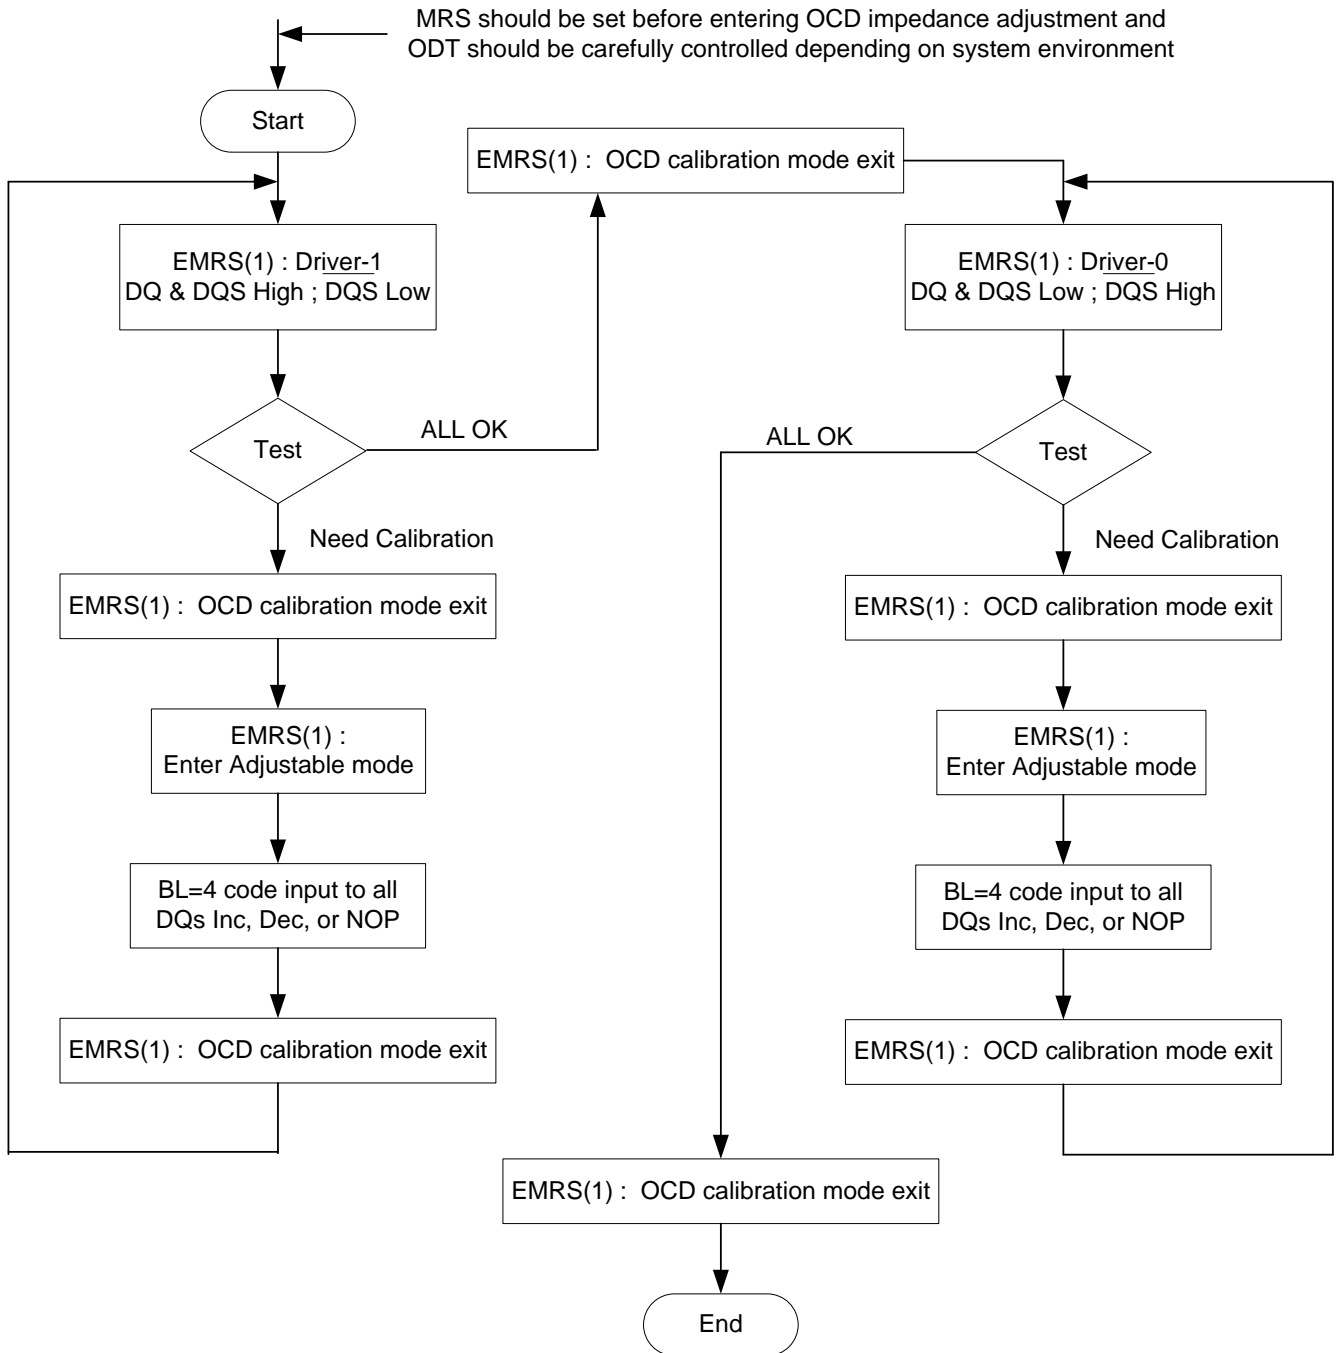 MRS should be set before entering OCD impedance adjustment and
ODT should be carefully controlled depending on system environment
Start
EMRS(1) : OCD calibration mode exit
EMRS(1) : Driver-1
DQ & DQS High ; D̅Q̅S̅ Low
EMRS(1) : Driver-0
DQ & DQS Low ; D̅Q̅S̅ High
Test
ALL OK
ALL OK
Test
Need Calibration
Need Calibration
EMRS(1) : OCD calibration mode exit
EMRS(1) : OCD calibration mode exit
EMRS(1) :
Enter Adjustable mode
EMRS(1) :
Enter Adjustable mode
BL=4 code input to all
DQs Inc, Dec, or NOP
BL=4 code input to all
DQs Inc, Dec, or NOP
EMRS(1) : OCD calibration mode exit
EMRS(1) : OCD calibration mode exit
EMRS(1) : OCD calibration mode exit
End